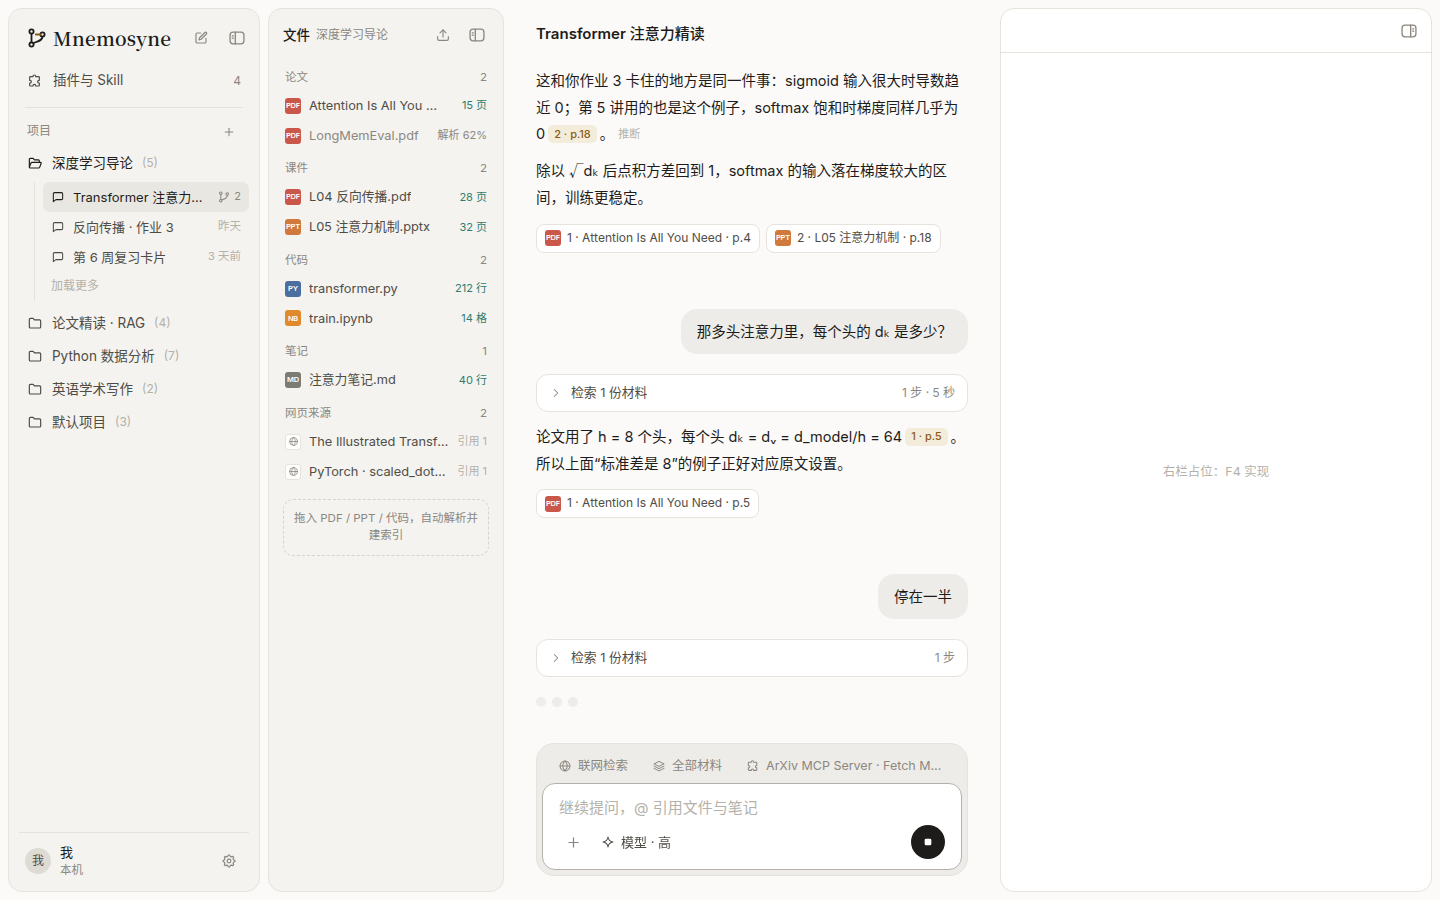 Mnemosyne
插件与 Skill 4
项目
深度学习导论 (5)
Transformer 注意力... 2
反向传播 · 作业 3 昨天
第 6 周复习卡片 3 天前
加载更多
论文精读 · RAG (4)
Python 数据分析 (7)
英语学术写作 (2)
默认项目 (3)
我 我
本机
文件 深度学习导论
论文 2
PDF Attention Is All You ... 15 页
PDF LongMemEval.pdf 解析 62%
课件 2
PDF L04 反向传播.pdf 28 页
PPT L05 注意力机制.pptx 32 页
代码 2
PY transformer.py 212 行
NB train.ipynb 14 格
笔记 1
MD 注意力笔记.md 40 行
网页来源 2
The Illustrated Transf... 引用 1
PyTorch · scaled_dot... 引用 1
拖入 PDF / PPT / 代码，自动解析并
建索引
Transformer 注意力精读
这和你作业 3 卡住的地方是同一件事：sigmoid 输入很大时导数趋
近 0；第 5 讲用的也是这个例子，softmax 饱和时梯度同样几乎为
0 2 · p.18 。 推断
除以 √dₖ 后点积方差回到 1，softmax 的输入落在梯度较大的区
间，训练更稳定。
PDF 1 · Attention Is All You Need · p.4 PPT 2 · L05 注意力机制 · p.18
那多头注意力里，每个头的 dₖ 是多少？
检索 1 份材料 1 步 · 5 秒
论文用了 h = 8 个头，每个头 dₖ = dᵥ = d_model/h = 64 1 · p.5 。
所以上面“标准差是 8”的例子正好对应原文设置。
PDF 1 · Attention Is All You Need · p.5
停在一半
检索 1 份材料 1 步
联网检索 全部材料 ArXiv MCP Server · Fetch M...
继续提问，@ 引用文件与笔记
模型 · 高
右栏占位：F4 实现